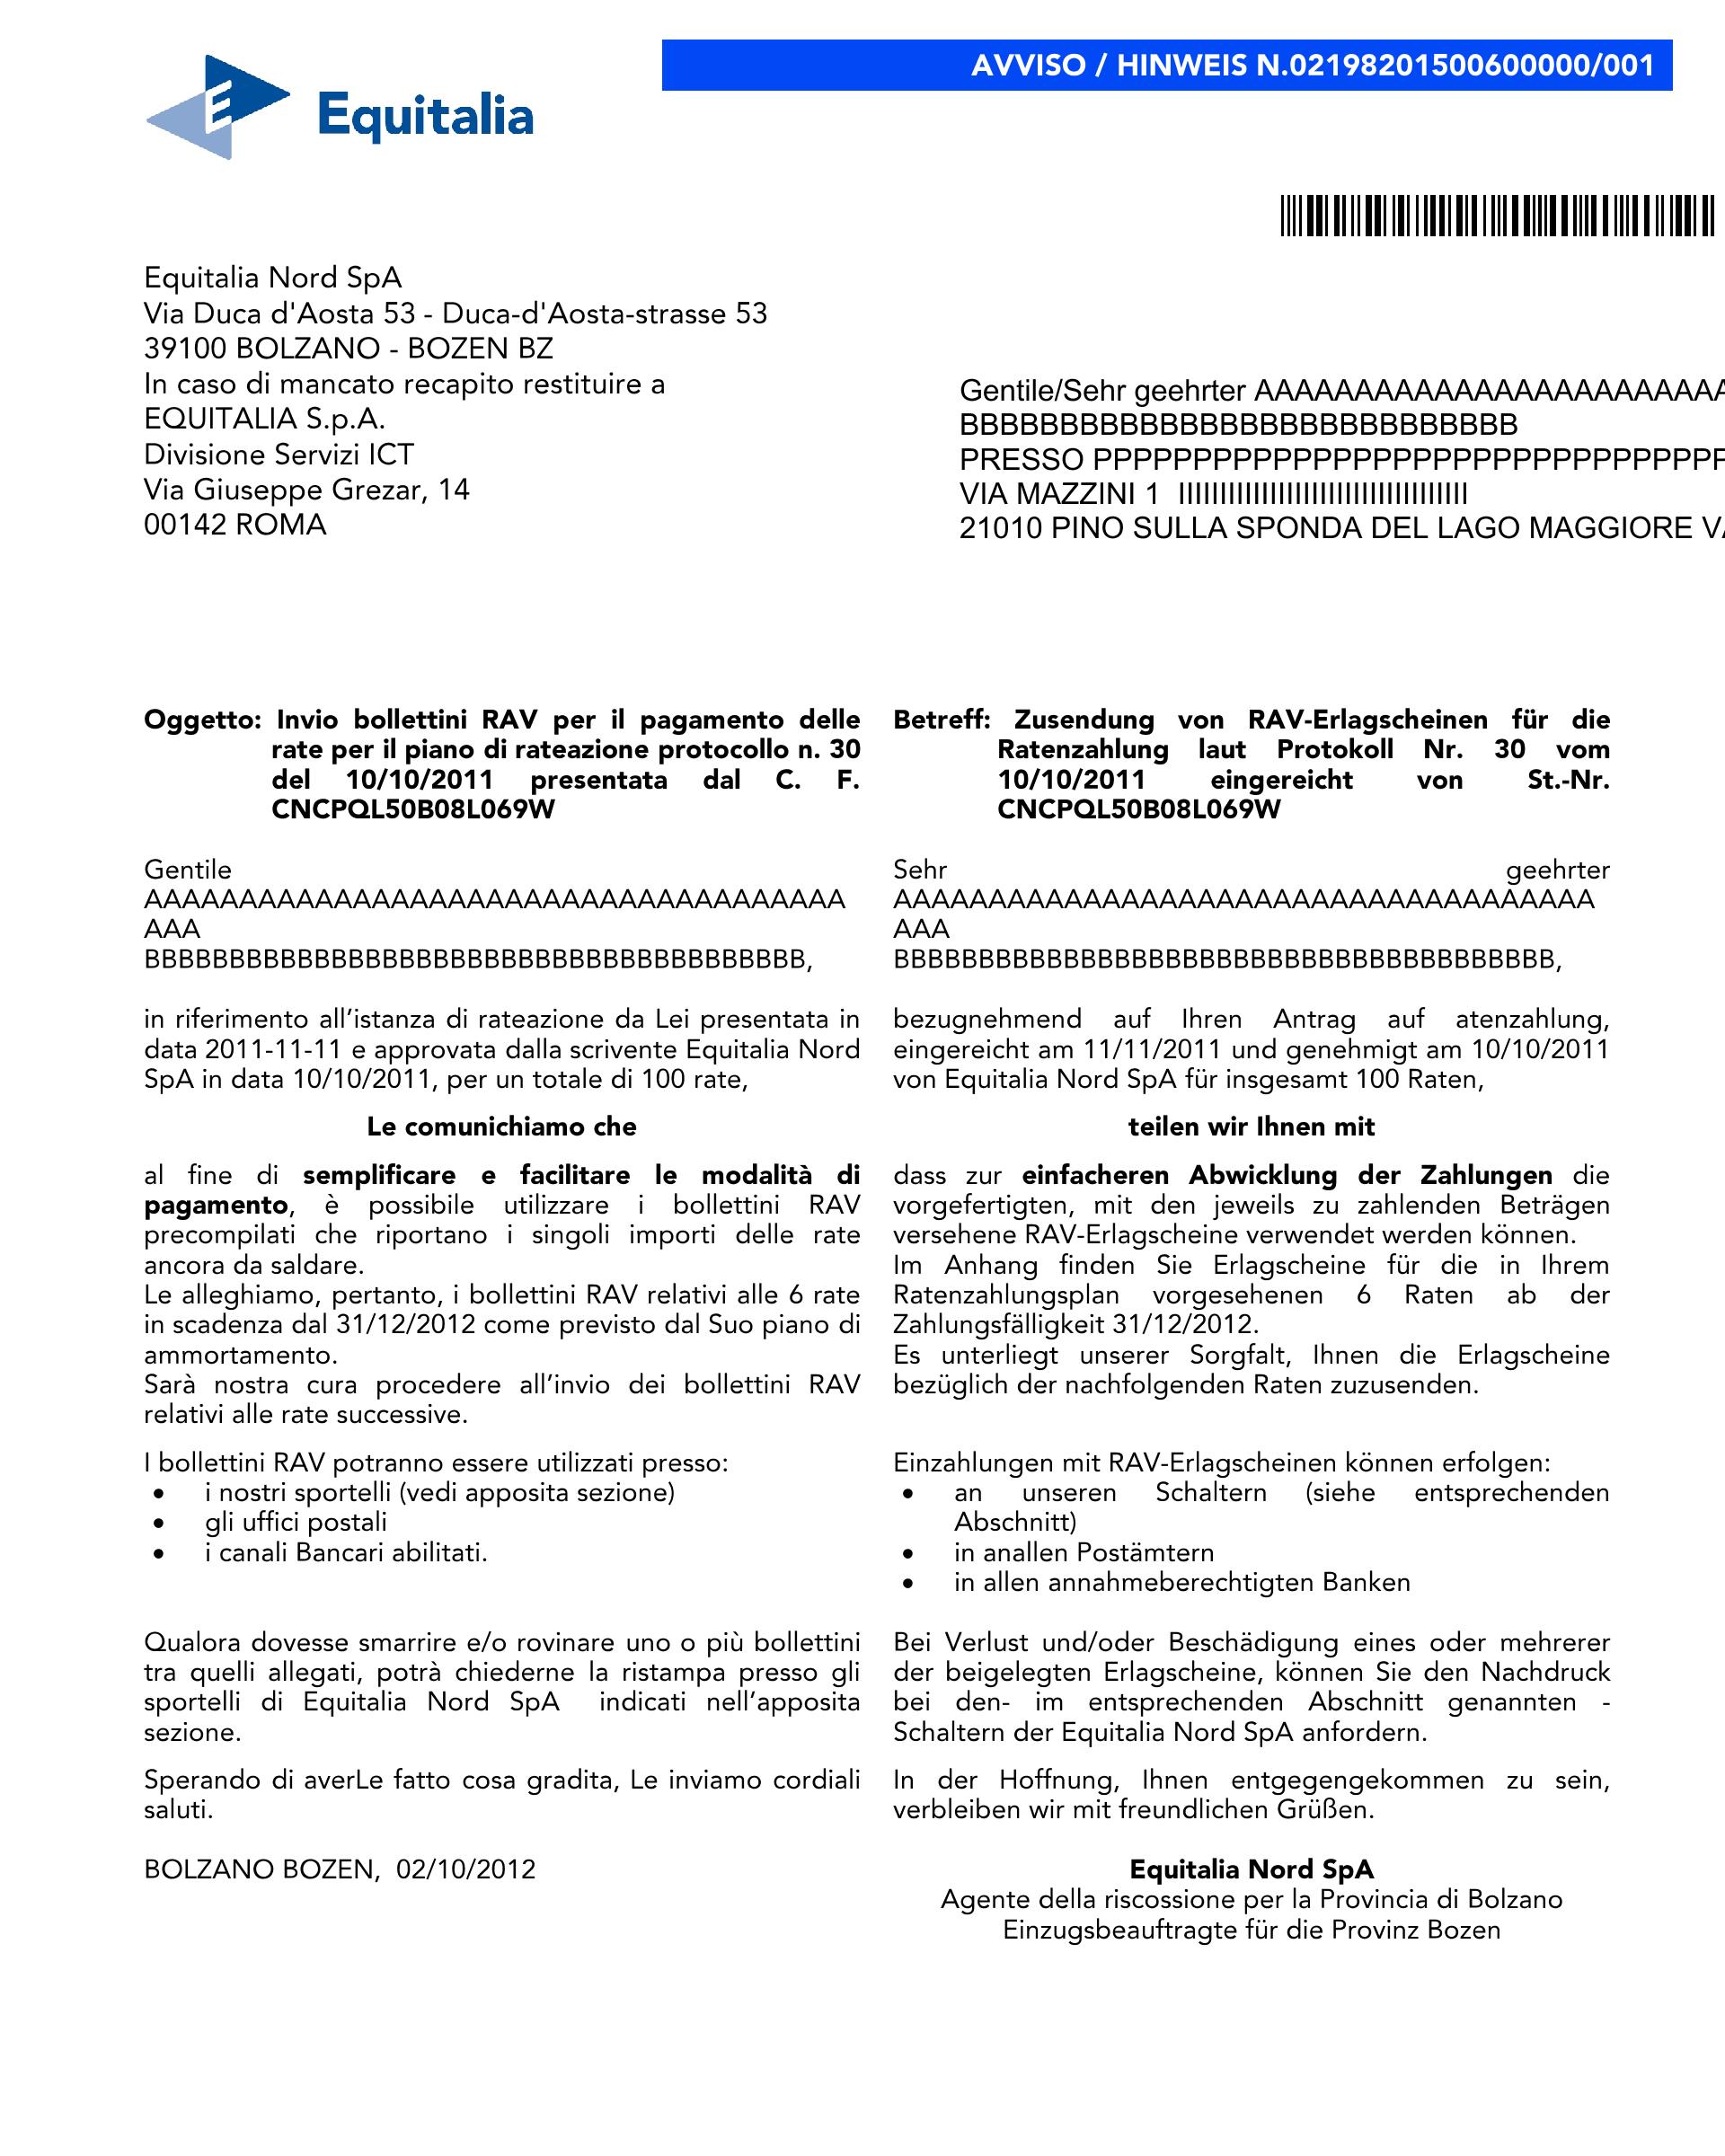 AVVISO / HINWEIS N.02198201500600000/001
Equitalia
Equitalia Nord SpA
Via Duca d'Aosta 53 - Duca-d'Aosta-strasse 53
39100 BOLZANO - BOZEN BZ
In caso di mancato recapito restituire a
EQUITALIA S.p.A.
Divisione Servizi ICT
Via Giuseppe Grezar, 14
00142 ROMA
Gentile/Sehr geehrter AAAAAAAAAAAAAAAAAAAAAAAA
BBBBBBBBBBBBBBBBBBBBBBBBBBBB
PRESSO PPPPPPPPPPPPPPPPPPPPPPPPPPPPPPPP
VIA MAZZINI 1 IIIIIIIIIIIIIIIIIIIIIIIIIIIIIIIIIII
21010 PINO SULLA SPONDA DEL LAGO MAGGIORE VA
Oggetto: Invio bollettini RAV per il pagamento delle
rate per il piano di rateazione protocollo n. 30
del 10/10/2011 presentata dal C. F.
CNCPQL50B08L069W
Gentile
AAAAAAAAAAAAAAAAAAAAAAAAAAAAAAAAAAAAA
AAA
BBBBBBBBBBBBBBBBBBBBBBBBBBBBBBBBBBBBBBBB,
in riferimento all’istanza di rateazione da Lei presentata in
data 2011-11-11 e approvata dalla scrivente Equitalia Nord
SpA in data 10/10/2011, per un totale di 100 rate,
Le comunichiamo che
al fine di semplificare e facilitare le modalità di
pagamento, è possibile utilizzare i bollettini RAV
precompilati che riportano i singoli importi delle rate
ancora da saldare.
Le alleghiamo, pertanto, i bollettini RAV relativi alle 6 rate
in scadenza dal 31/12/2012 come previsto dal Suo piano di
ammortamento.
Sarà nostra cura procedere all’invio dei bollettini RAV
relativi alle rate successive.
I bollettini RAV potranno essere utilizzati presso:
• i nostri sportelli (vedi apposita sezione)
• gli uffici postali
• i canali Bancari abilitati.
Qualora dovesse smarrire e/o rovinare uno o più bollettini
tra quelli allegati, potrà chiederne la ristampa presso gli
sportelli di Equitalia Nord SpA indicati nell’apposita
sezione.
Sperando di averLe fatto cosa gradita, Le inviamo cordiali
saluti.
BOLZANO BOZEN, 02/10/2012
Betreff: Zusendung von RAV-Erlagscheinen für die
Ratenzahlung laut Protokoll Nr. 30 vom
10/10/2011 eingereicht von St.-Nr.
CNCPQL50B08L069W
Sehr geehrter
AAAAAAAAAAAAAAAAAAAAAAAAAAAAAAAAAAAAA
AAA
BBBBBBBBBBBBBBBBBBBBBBBBBBBBBBBBBBBBBBBB,
bezugnehmend auf Ihren Antrag auf atenzahlung,
eingereicht am 11/11/2011 und genehmigt am 10/10/2011
von Equitalia Nord SpA für insgesamt 100 Raten,
teilen wir Ihnen mit
dass zur einfacheren Abwicklung der Zahlungen die
vorgefertigten, mit den jeweils zu zahlenden Beträgen
versehene RAV-Erlagscheine verwendet werden können.
Im Anhang finden Sie Erlagscheine für die in Ihrem
Ratenzahlungsplan vorgesehenen 6 Raten ab der
Zahlungsfälligkeit 31/12/2012.
Es unterliegt unserer Sorgfalt, Ihnen die Erlagscheine
bezüglich der nachfolgenden Raten zuzusenden.
Einzahlungen mit RAV-Erlagscheinen können erfolgen:
• an unseren Schaltern (siehe entsprechenden
Abschnitt)
• in anallen Postämtern
• in allen annahmeberechtigten Banken
Bei Verlust und/oder Beschädigung eines oder mehrerer
der beigelegten Erlagscheine, können Sie den Nachdruck
bei den- im entsprechenden Abschnitt genannten -
Schaltern der Equitalia Nord SpA anfordern.
In der Hoffnung, Ihnen entgegengekommen zu sein,
verbleiben wir mit freundlichen Grüßen.
Equitalia Nord SpA
Agente della riscossione per la Provincia di Bolzano
Einzugsbeauftragte für die Provinz Bozen